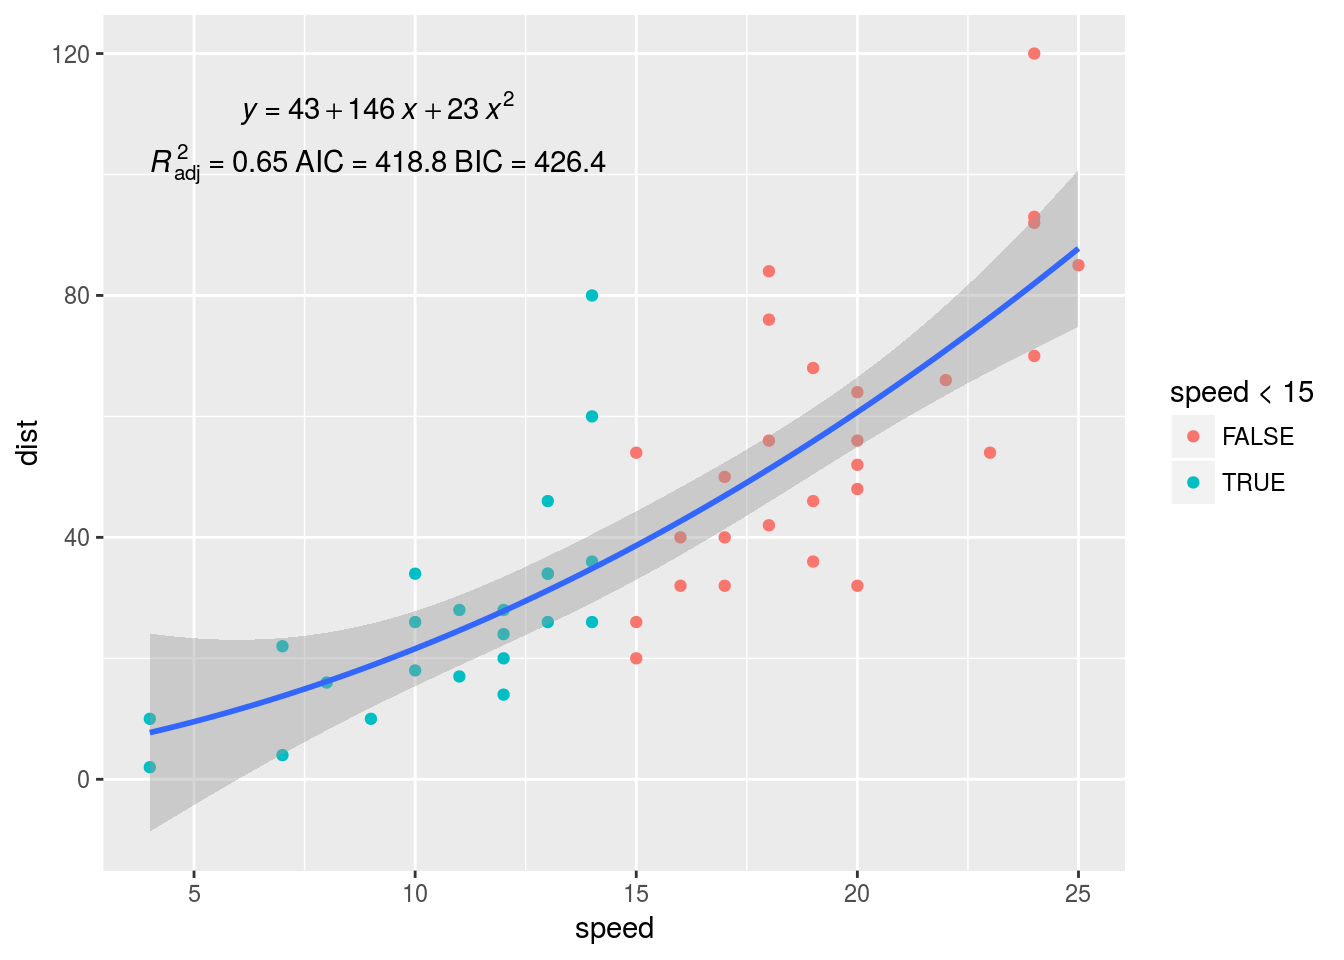 y = 43 + 146 x + 23 x²
R²adj = 0.65 AIC = 418.8 BIC = 426.4
120
80
40
0
dist
5 10 15 20 25
speed
speed < 15
FALSE
TRUE